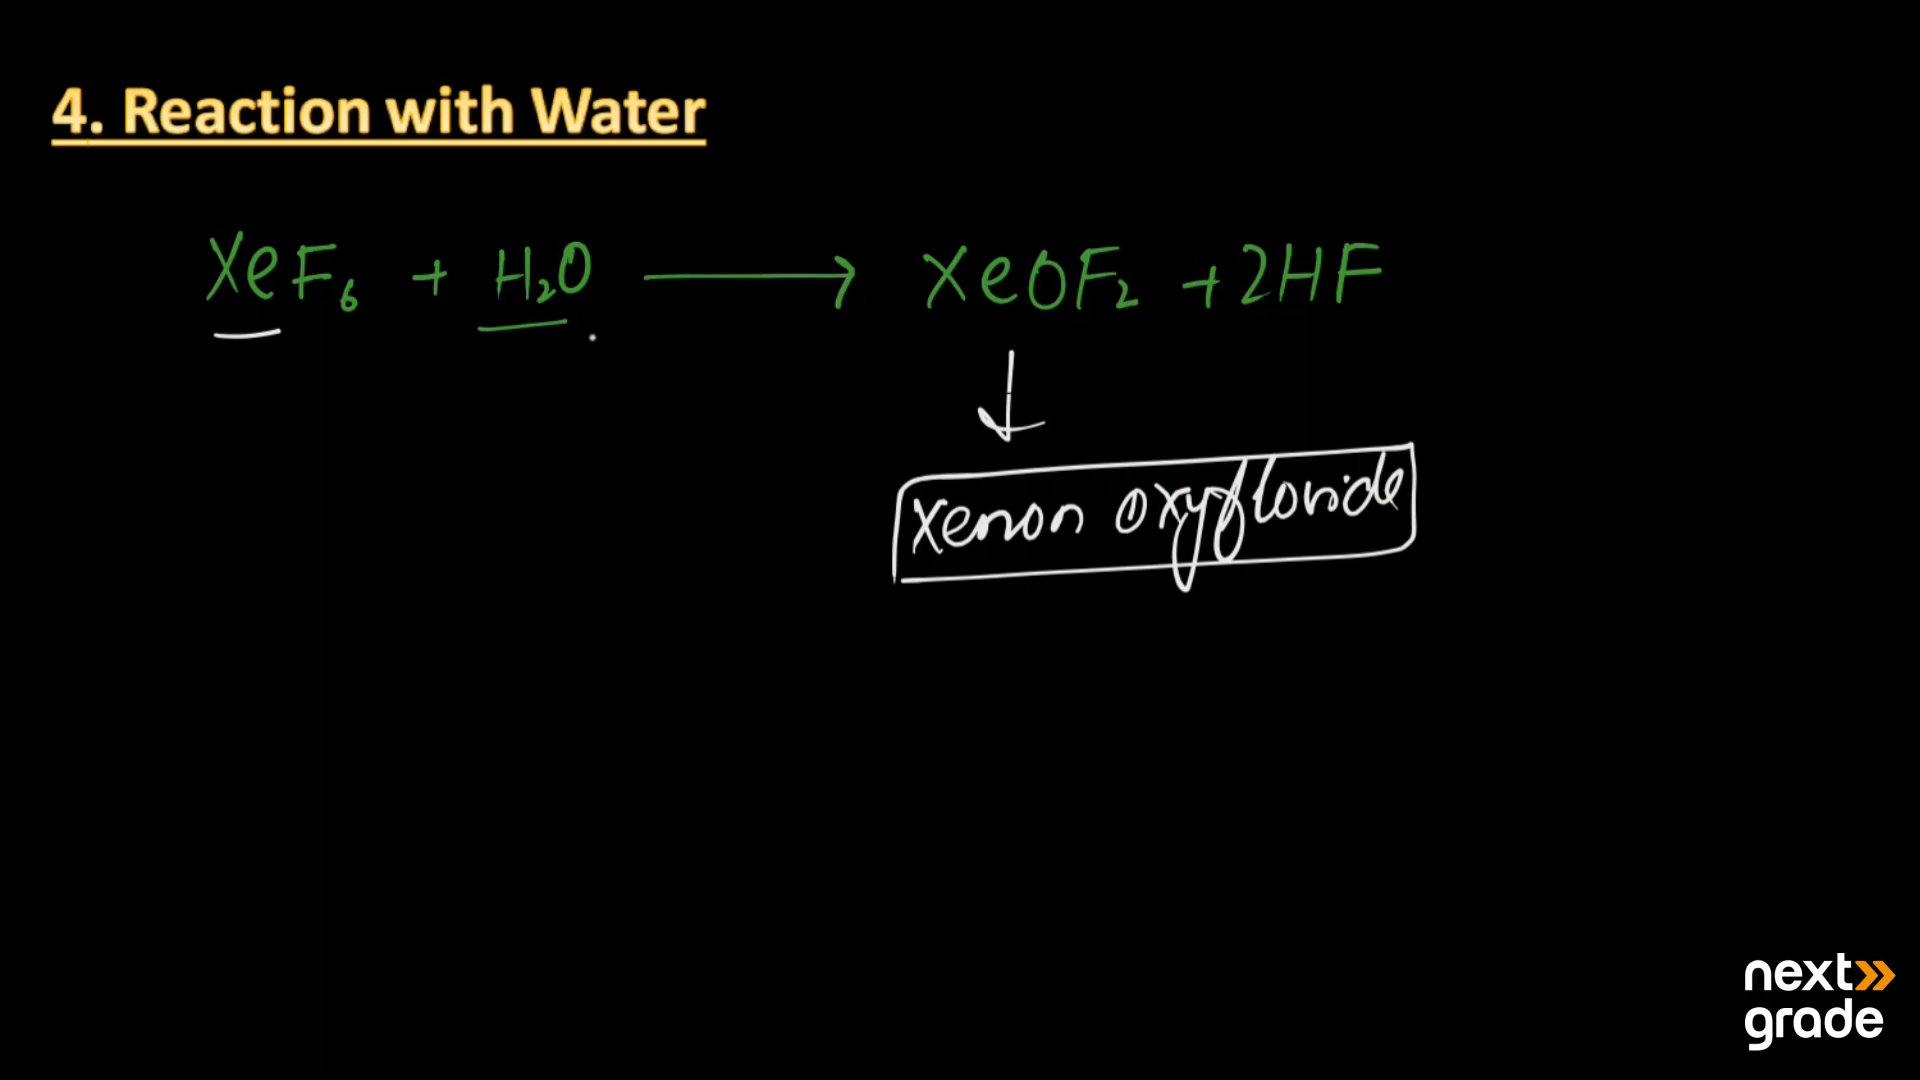 4. Reaction with Water
XeF₆ + H₂O ⟶ XeOF₂ + 2HF
Xenon oxyfloride
next
grade